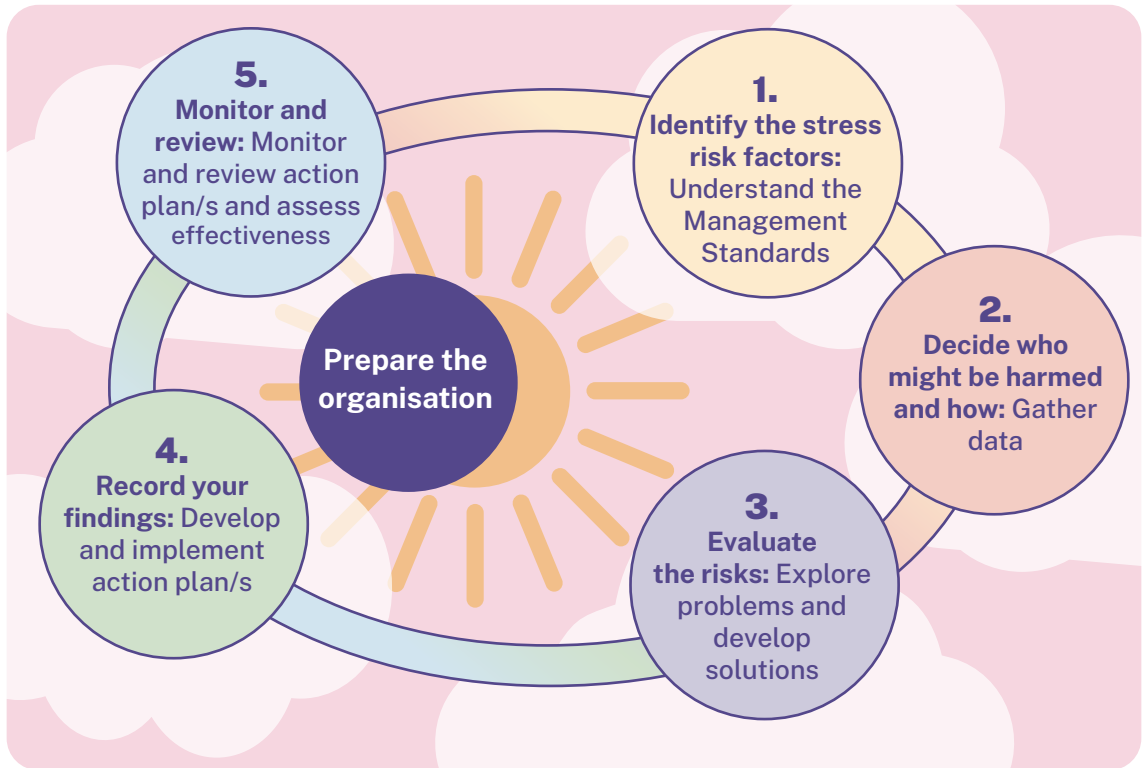 1.
Identify the stress
risk factors:
Understand the
Management
Standards
2.
Decide who
might be harmed
and how: Gather
data
3.
Evaluate
the risks: Explore
problems and
develop
solutions
4.
Record your
findings: Develop
and implement
action plan/s
5.
Monitor and
review: Monitor
and review action
plan/s and assess
effectiveness
Prepare the
organisation